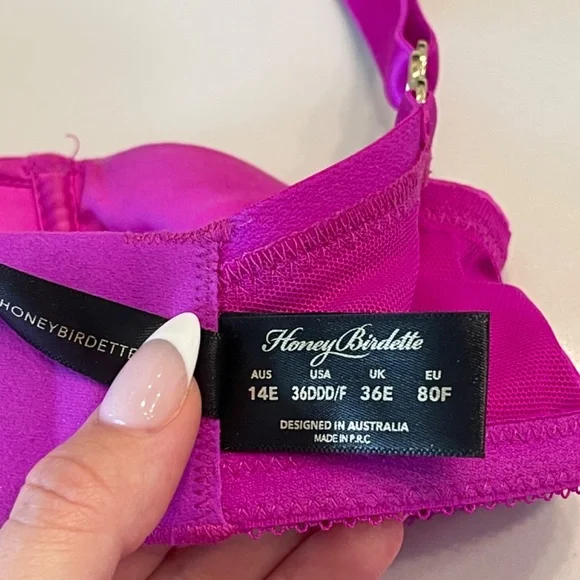 HONEYBIRDETTE
Honey Birdette
AUS USA UK EU
14E 36DDD/F 36E 80F
DESIGNED IN AUSTRALIA
MADE IN P.R.C